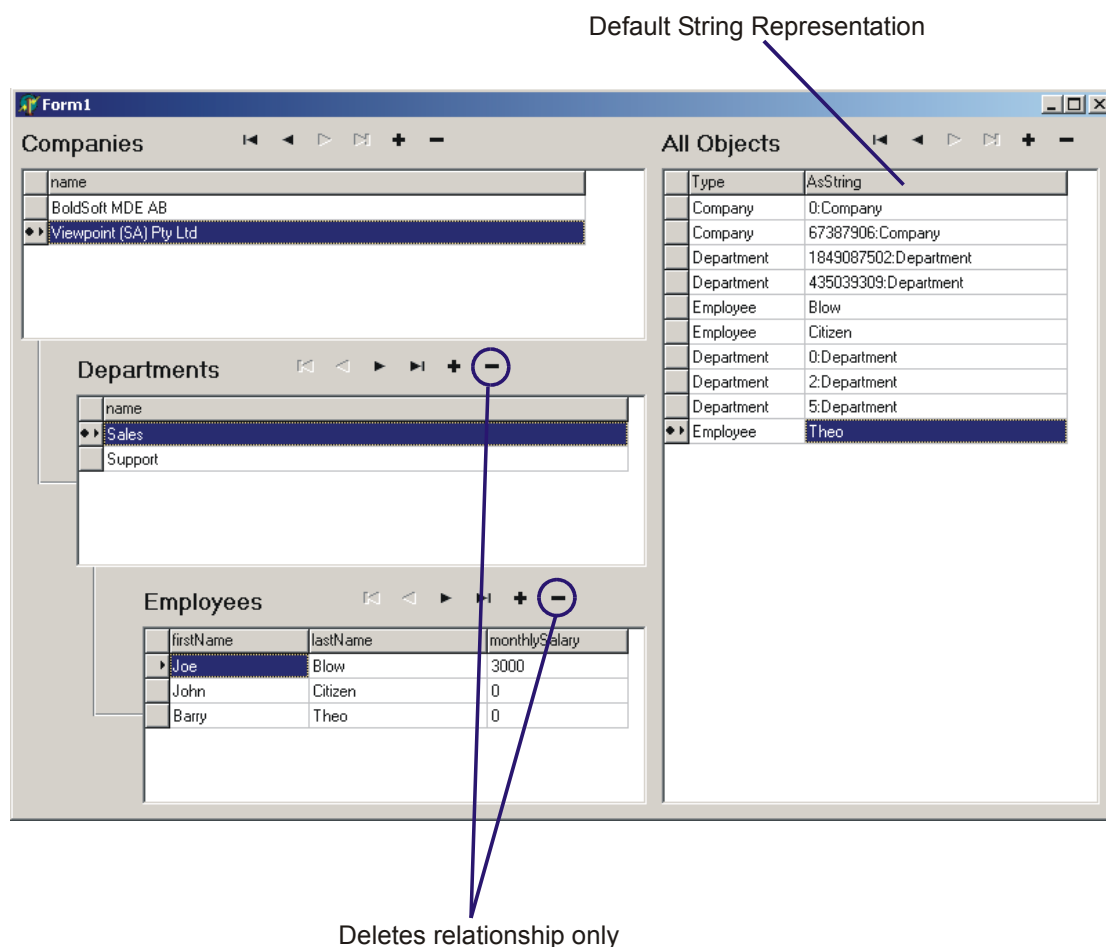 Default String Representation
Form1
Companies
name
BoldSoft MDE AB
Viewpoint (SA) Pty Ltd
Departments
name
Sales
Support
Employees
firstName lastName monthlySalary
Joe Blow 3000
John Citizen 0
Barry Theo 0
All Objects
Type AsString
Company 0:Company
Company 67387906:Company
Department 1849087502:Department
Department 435039309:Department
Employee Blow
Employee Citizen
Department 0:Department
Department 2:Department
Department 5:Department
Employee Theo
Deletes relationship only